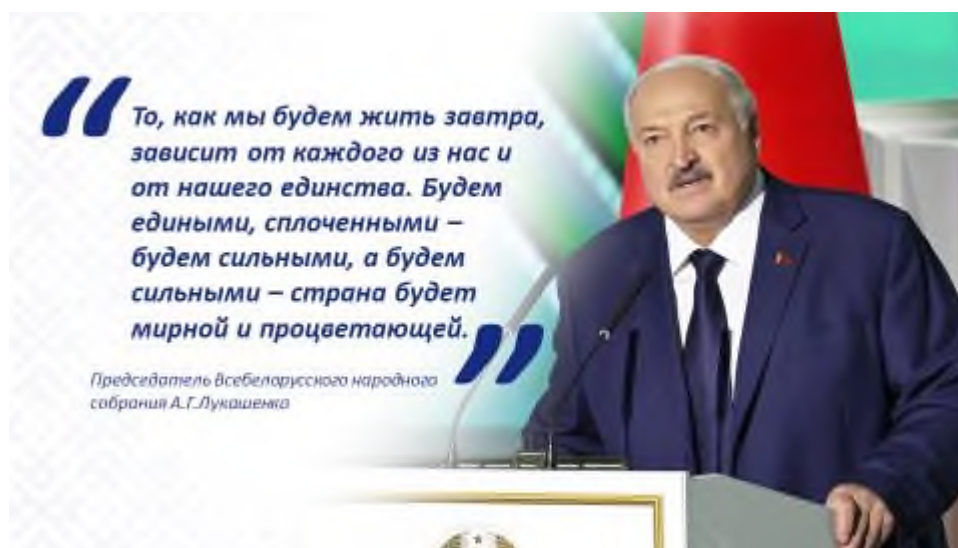 “
То, как мы будем жить завтра,
зависит от каждого из нас и
от нашего единства. Будем
едиными, сплоченными –
будем сильными, а будем
сильными – страна будет
мирной и процветающей.
”
Председатель Всебелорусского народного
собрания А.Г.Лукашенко